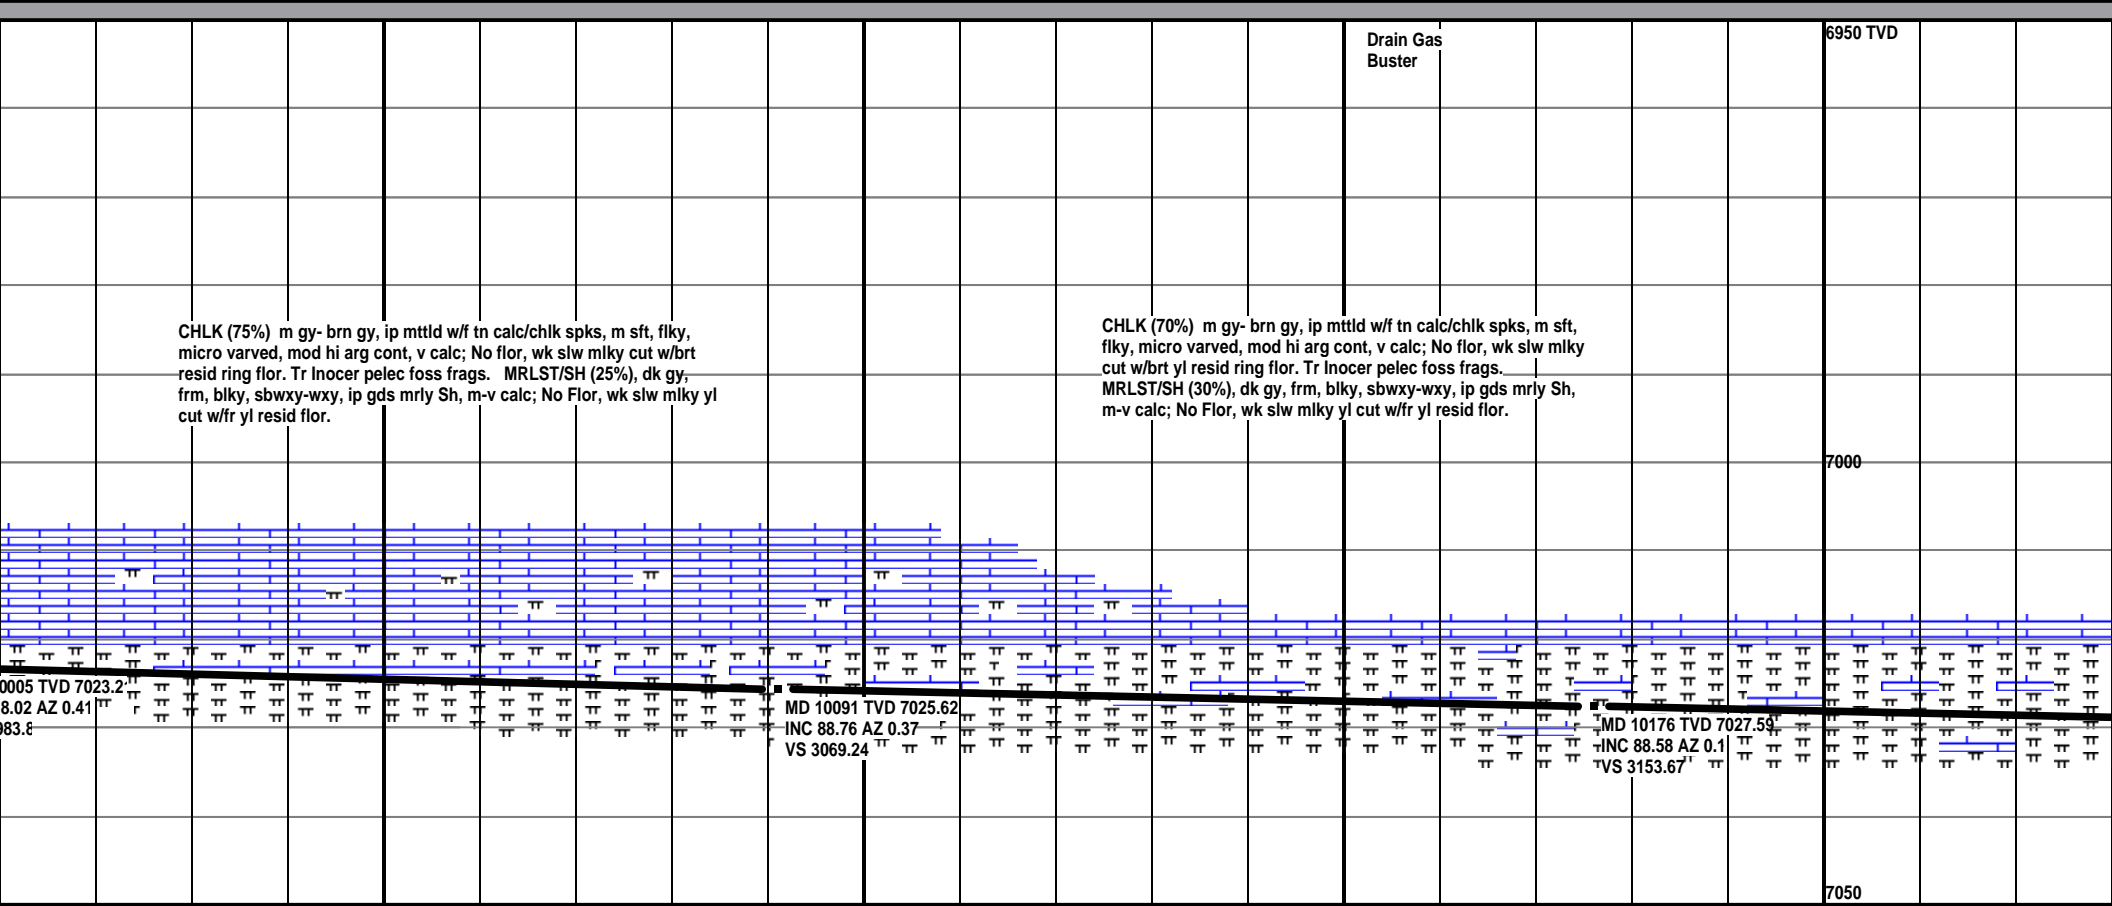 Drain Gas
Buster
6950 TVD
CHLK (75%) m gy- brn gy, ip mttld w/f tn calc/chlk spks, m sft, flky,
micro varved, mod hi arg cont, v calc; No flor, wk slw mlky cut w/brt
resid ring flor. Tr Inocer pelec foss frags. MRLST/SH (25%), dk gy,
frm, blky, sbwxy-wxy, ip gds mrly Sh, m-v calc; No Flor, wk slw mlky yl
cut w/fr yl resid flor.
CHLK (70%) m gy- brn gy, ip mttld w/f tn calc/chlk spks, m sft,
flky, micro varved, mod hi arg cont, v calc; No flor, wk slw mlky
cut w/brt yl resid ring flor. Tr Inocer pelec foss frags.
MRLST/SH (30%), dk gy, frm, blky, sbwxy-wxy, ip gds mrly Sh,
m-v calc; No Flor, wk slw mlky yl cut w/fr yl resid flor.
7000
0005 TVD 7023.2
8.02 AZ 0.41
983.8
MD 10091 TVD 7025.62
INC 88.76 AZ 0.37
VS 3069.24
MD 10176 TVD 7027.59
INC 88.58 AZ 0.1
VS 3153.67
7050